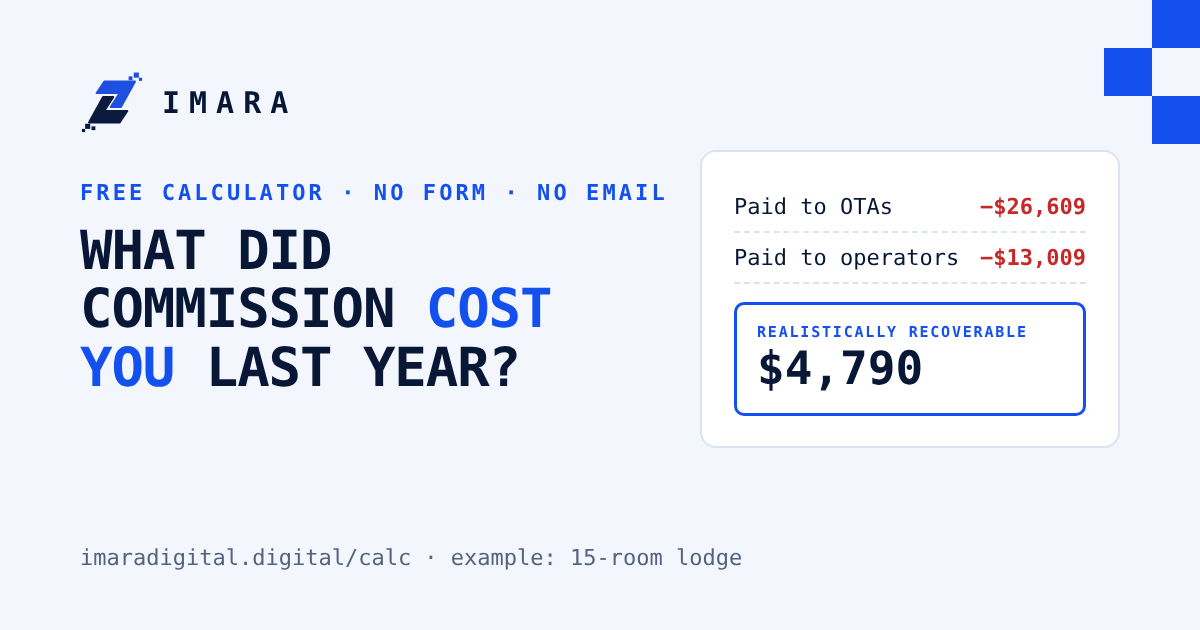 IMARA
FREE CALCULATOR · NO FORM · NO EMAIL
WHAT DID
COMMISSION COST
YOU LAST YEAR?
Paid to OTAs −$26,609
Paid to operators −$13,009
REALISTICALLY RECOVERABLE
$4,790
imaradigital.digital/calc · example: 15-room lodge